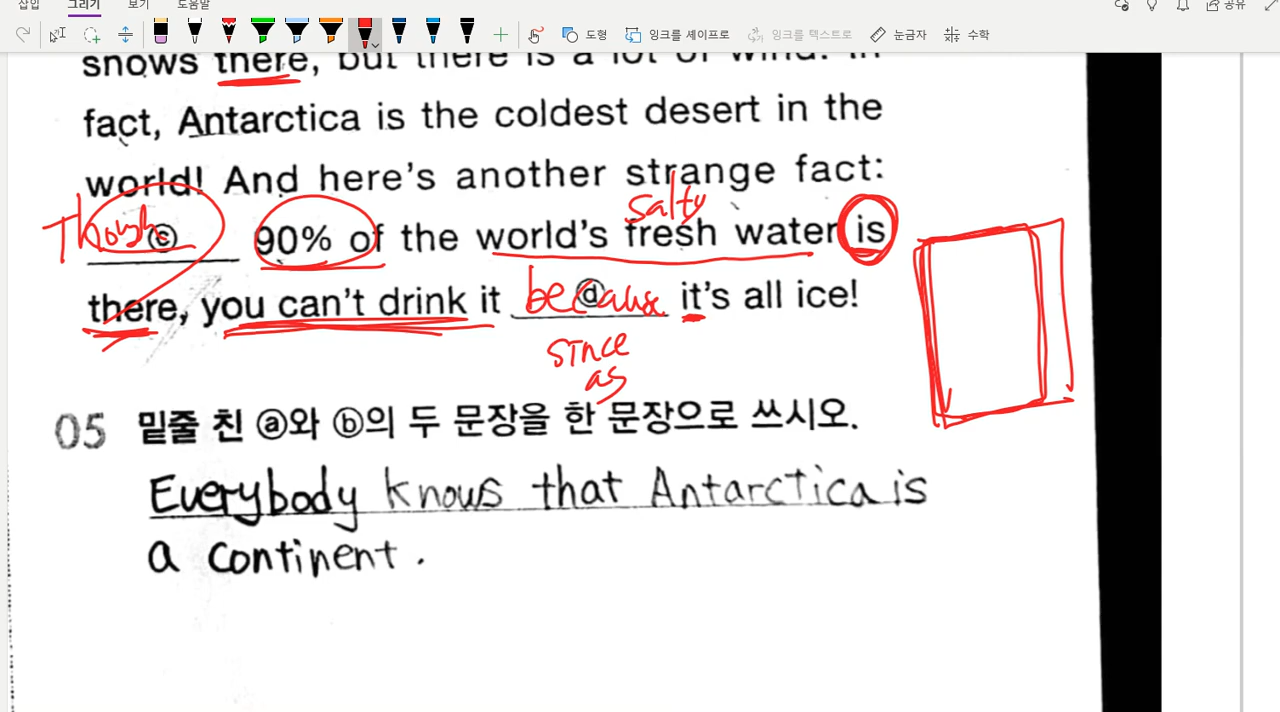 삽입 그리기 보기 도움말
공유
도형 잉크를 셰이프로 잉크를 텍스트로 눈금자 수학
snows there, but there is a lot of wind! In
fact, Antarctica is the coldest desert in the
world! And here's another strange fact:
salty
Though ⓒ 90% of the world's fresh water is
there, you can't drink it because ⓓ it's all ice!
since
as
05 밑줄 친 ⓐ와 ⓑ의 두 문장을 한 문장으로 쓰시오.
Everybody knows that Antarctica is
a continent.